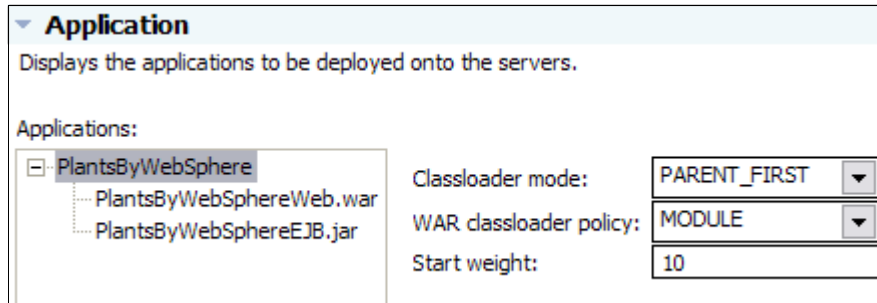 Application
Displays the applications to be deployed onto the servers.
Applications:
PlantsByWebSphere
PlantsByWebSphereWeb.war
PlantsByWebSphereEJB.jar
Classloader mode: PARENT_FIRST
WAR classloader policy: MODULE
Start weight: 10